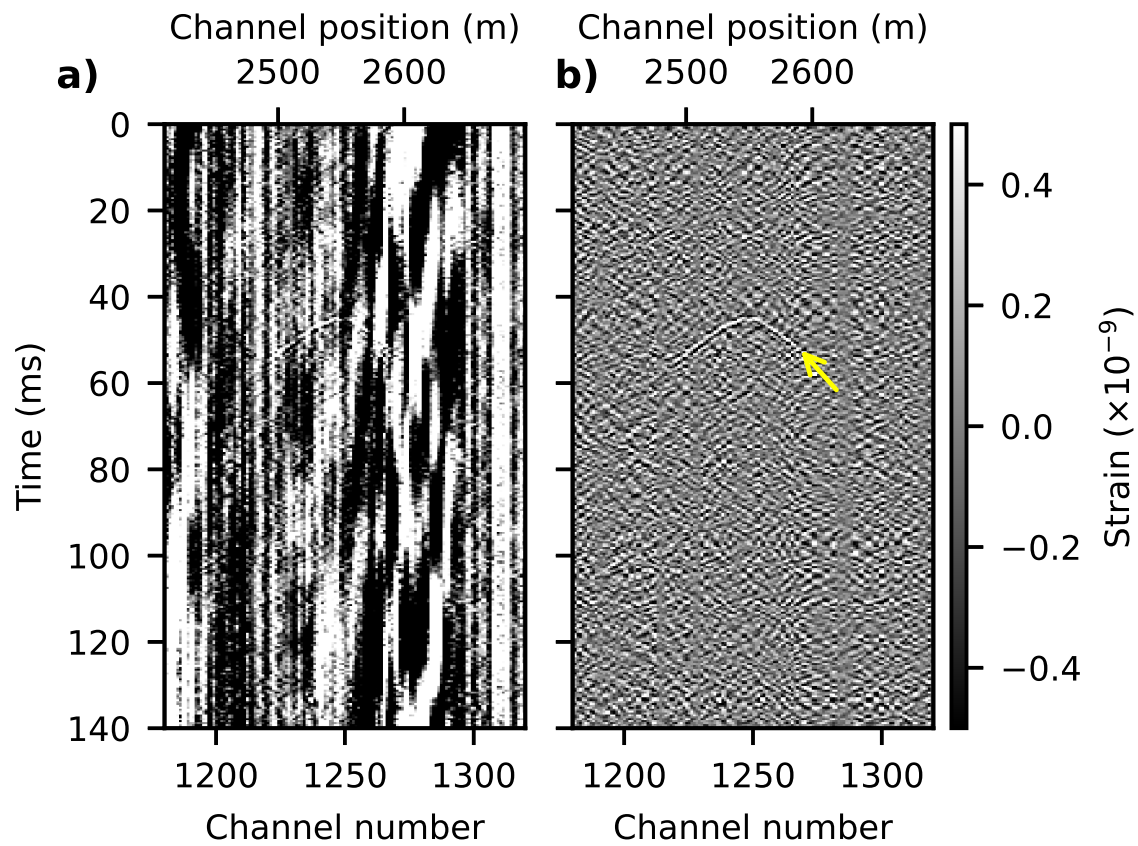 Channel position (m) Channel position (m)
a) 2500 2600 b) 2500 2600
0
20
40
60
80
100
120
140
Time (ms)
1200 1250 1300 1200 1250 1300
Channel number Channel number
0.4
0.2
0.0
−0.2
−0.4
Strain (×10⁻⁹)